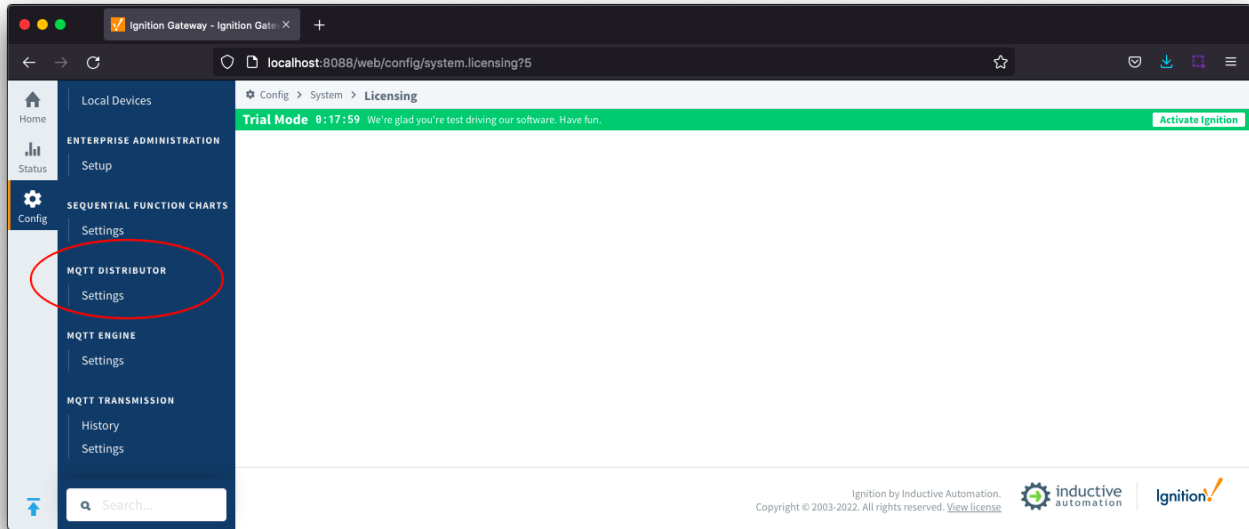 Ignition Gateway - Ignition Gate
localhost:8088/web/config/system.licensing?5
Home
Status
Config
Local Devices
ENTERPRISE ADMINISTRATION
Setup
SEQUENTIAL FUNCTION CHARTS
Settings
MQTT DISTRIBUTOR
Settings
MQTT ENGINE
Settings
MQTT TRANSMISSION
History
Settings
Search...
Config > System > Licensing
Trial Mode 0:17:59 We're glad you're test driving our software. Have fun.
Activate Ignition
Ignition by Inductive Automation.
Copyright © 2003-2022. All rights reserved. View license
inductive
automation
Ignition!